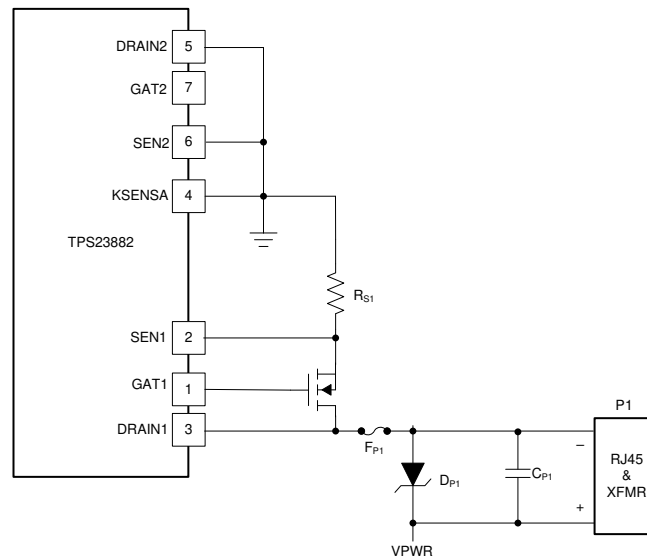 DRAIN2 5
GAT2 7
SEN2 6
KSENSA 4
TPS23882
RS1
SEN1 2
GAT1 1
DRAIN1 3
FP1
DP1
CP1
P1
–
RJ45
&
XFMR
+
VPWR